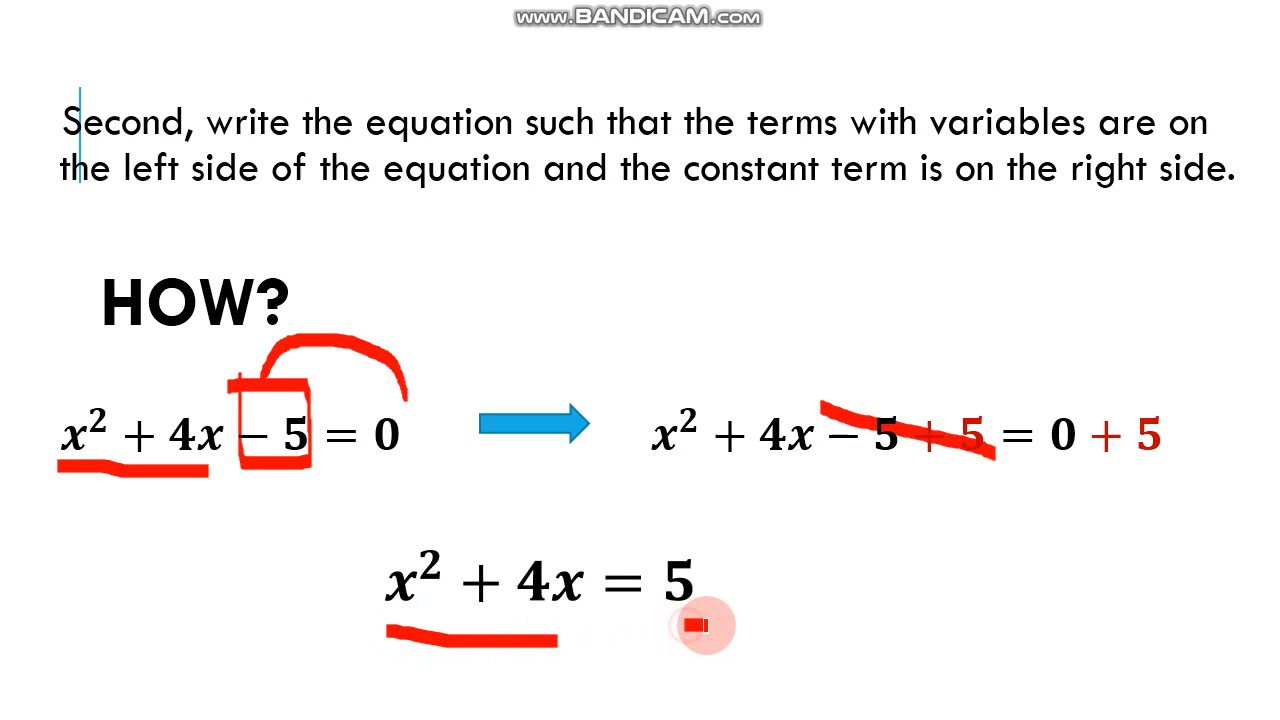 www.BANDICAM.com
Second, write the equation such that the terms with variables are on
the left side of the equation and the constant term is on the right side.
HOW?
x² + 4x − 5 = 0
x² + 4x − 5 + 5 = 0 + 5
x² + 4x = 5